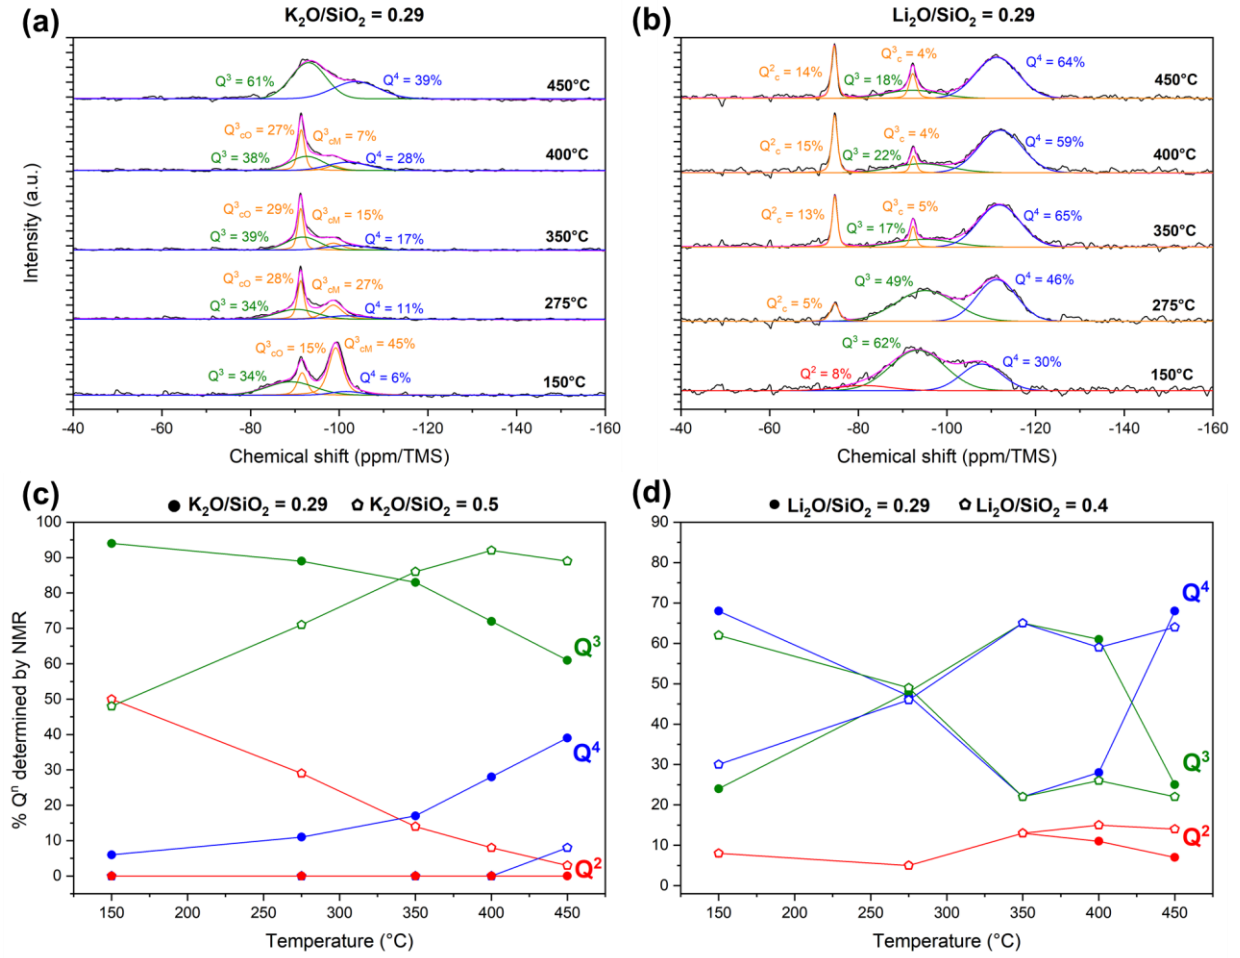 (a)
K₂O/SiO₂ = 0.29
Q³ = 61%
Q⁴ = 39%
450°C
Q³cO = 27%
Q³cM = 7%
Q³ = 38%
Q⁴ = 28%
400°C
Q³cO = 29%
Q³cM = 15%
Q³ = 39%
Q⁴ = 17%
350°C
Q³cO = 28%
Q³cM = 27%
Q³ = 34%
Q⁴ = 11%
275°C
Q³cO = 15%
Q³cM = 45%
Q³ = 34%
Q⁴ = 6%
150°C
Intensity (a.u.)
-40 -60 -80 -100 -120 -140 -160
Chemical shift (ppm/TMS)
(b)
Li₂O/SiO₂ = 0.29
Q²c = 14%
Q³c = 4%
Q³ = 18%
Q⁴ = 64%
450°C
Q²c = 15%
Q³c = 4%
Q³ = 22%
Q⁴ = 59%
400°C
Q²c = 13%
Q³c = 5%
Q³ = 17%
Q⁴ = 65%
350°C
Q²c = 5%
Q³ = 49%
Q⁴ = 46%
275°C
Q² = 8%
Q³ = 62%
Q⁴ = 30%
150°C
-40 -60 -80 -100 -120 -140 -160
Chemical shift (ppm/TMS)
(c)
K₂O/SiO₂ = 0.29 K₂O/SiO₂ = 0.5
100
90
80
70
60
50
40
30
20
10
0
% Qⁿ determined by NMR
Q³
Q⁴
Q²
150 200 250 300 350 400 450
Temperature (°C)
(d)
Li₂O/SiO₂ = 0.29 Li₂O/SiO₂ = 0.4
90
80
70
60
50
40
30
20
10
0
Q⁴
Q³
Q²
150 200 250 300 350 400 450
Temperature (°C)